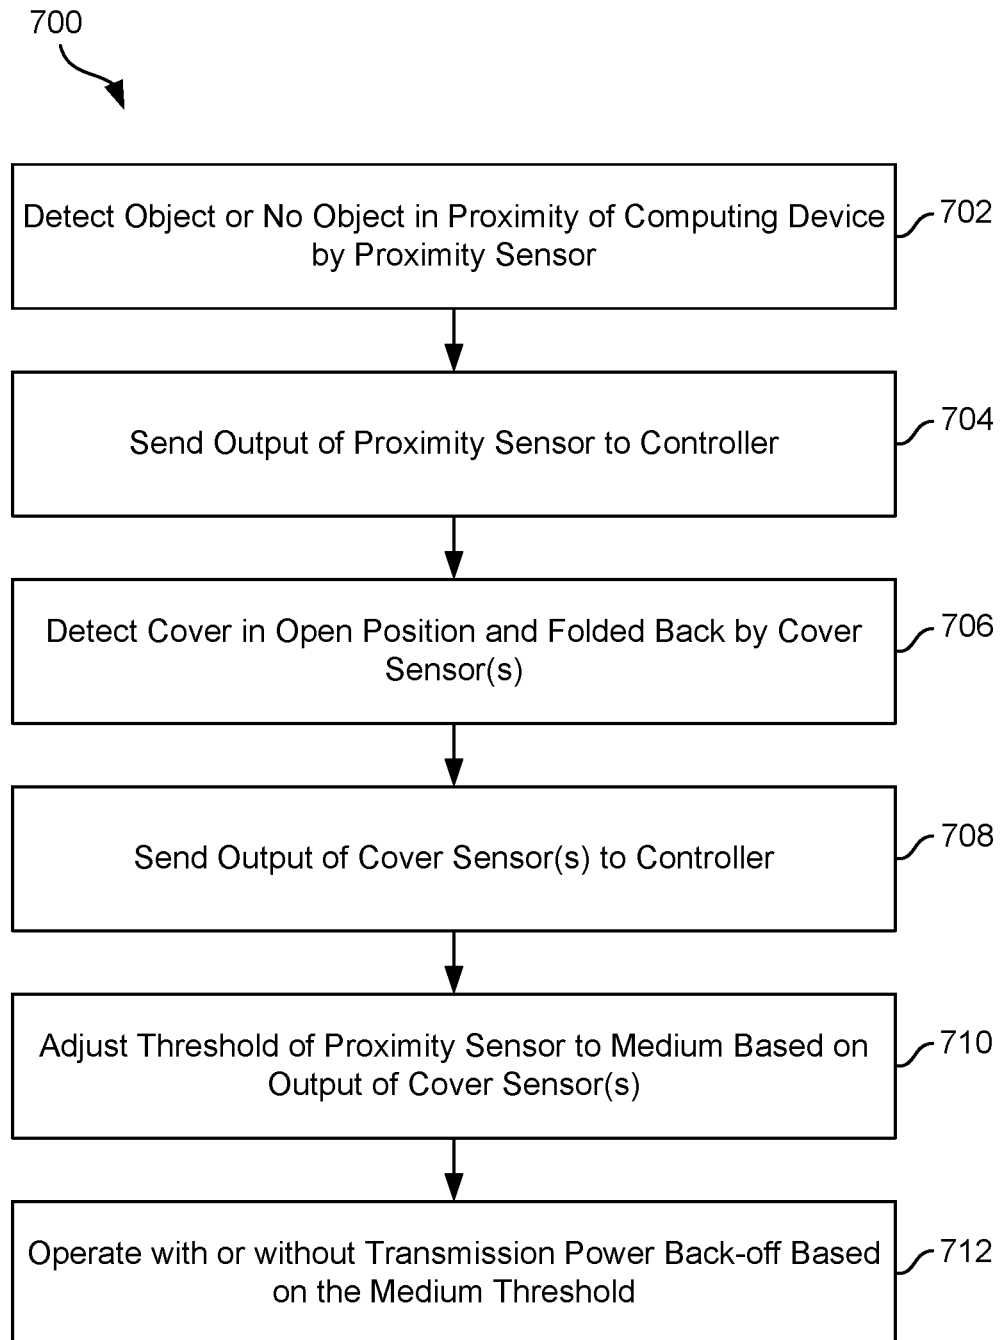 700
Detect Object or No Object in Proximity of Computing Device
by Proximity Sensor
702
Send Output of Proximity Sensor to Controller
704
Detect Cover in Open Position and Folded Back by Cover
Sensor(s)
706
Send Output of Cover Sensor(s) to Controller
708
Adjust Threshold of Proximity Sensor to Medium Based on
Output of Cover Sensor(s)
710
Operate with or without Transmission Power Back-off Based
on the Medium Threshold
712